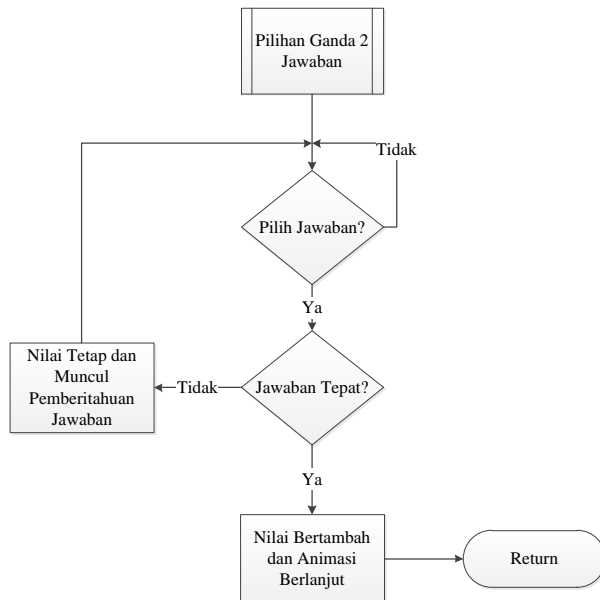 Pilihan Ganda 2
Jawaban
Tidak
Pilih Jawaban?
Ya
Nilai Tetap dan
Muncul
Pemberitahuan
Jawaban
Tidak
Jawaban Tepat?
Ya
Nilai Bertambah
dan Animasi
Berlanjut
Return